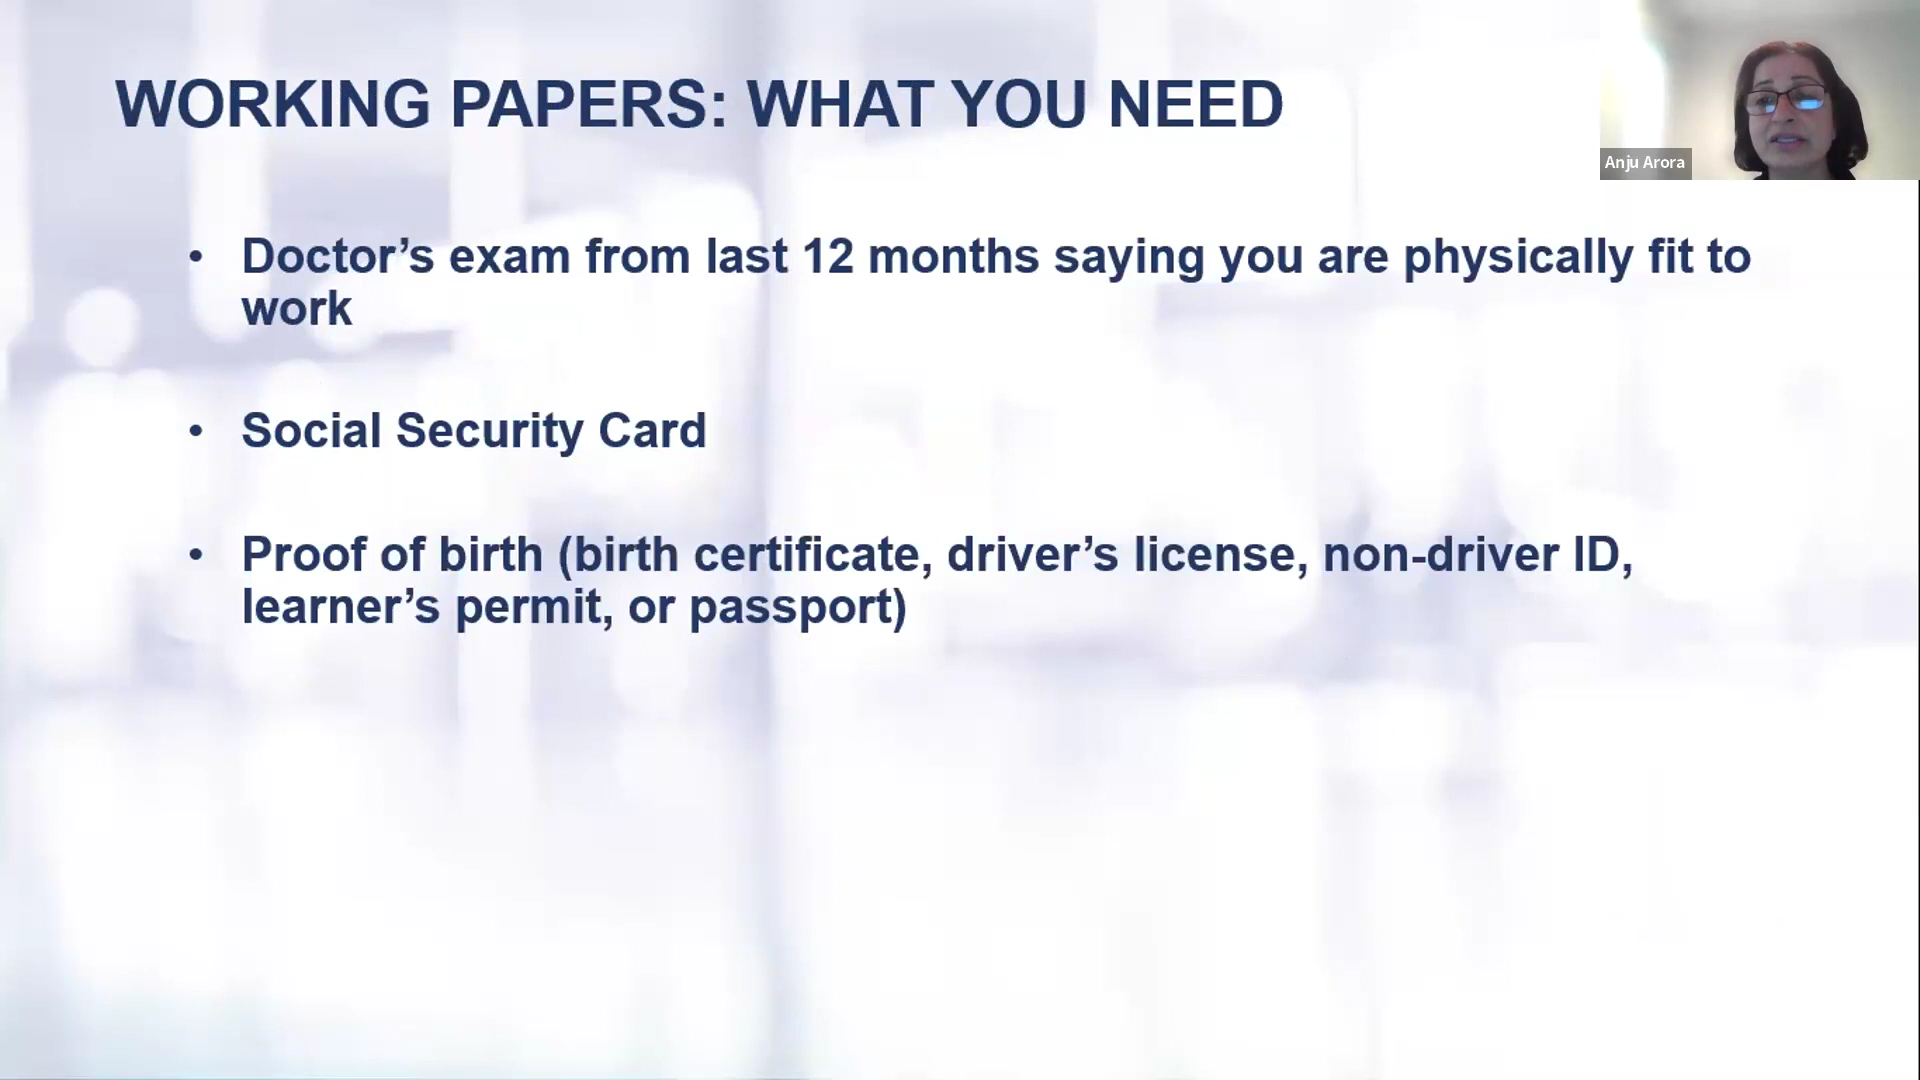 WORKING PAPERS: WHAT YOU NEED
Anju Arora
• Doctor’s exam from last 12 months saying you are physically fit to
work
• Social Security Card
• Proof of birth (birth certificate, driver’s license, non-driver ID,
learner’s permit, or passport)